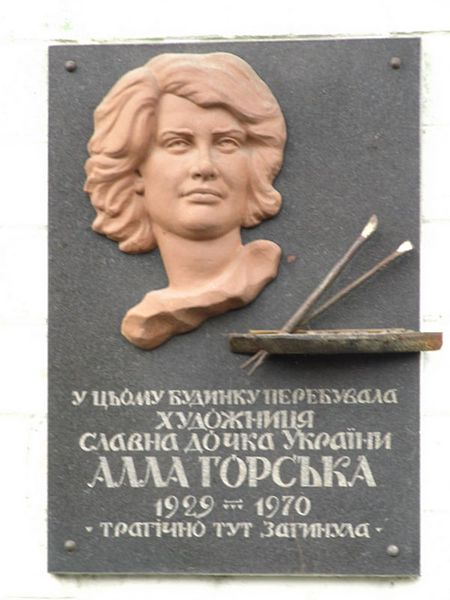 У ЦЬОМУ БУДИНКУ ПЕРЕБУВАЛА
ХУДОЖНИЦЯ
СЛАВНА ДОЧКА УКРАЇНИ
АЛЛА ГОРСЬКА
1929 – 1970
· ТРАГІЧНО ТУТ ЗАГИНУЛА ·